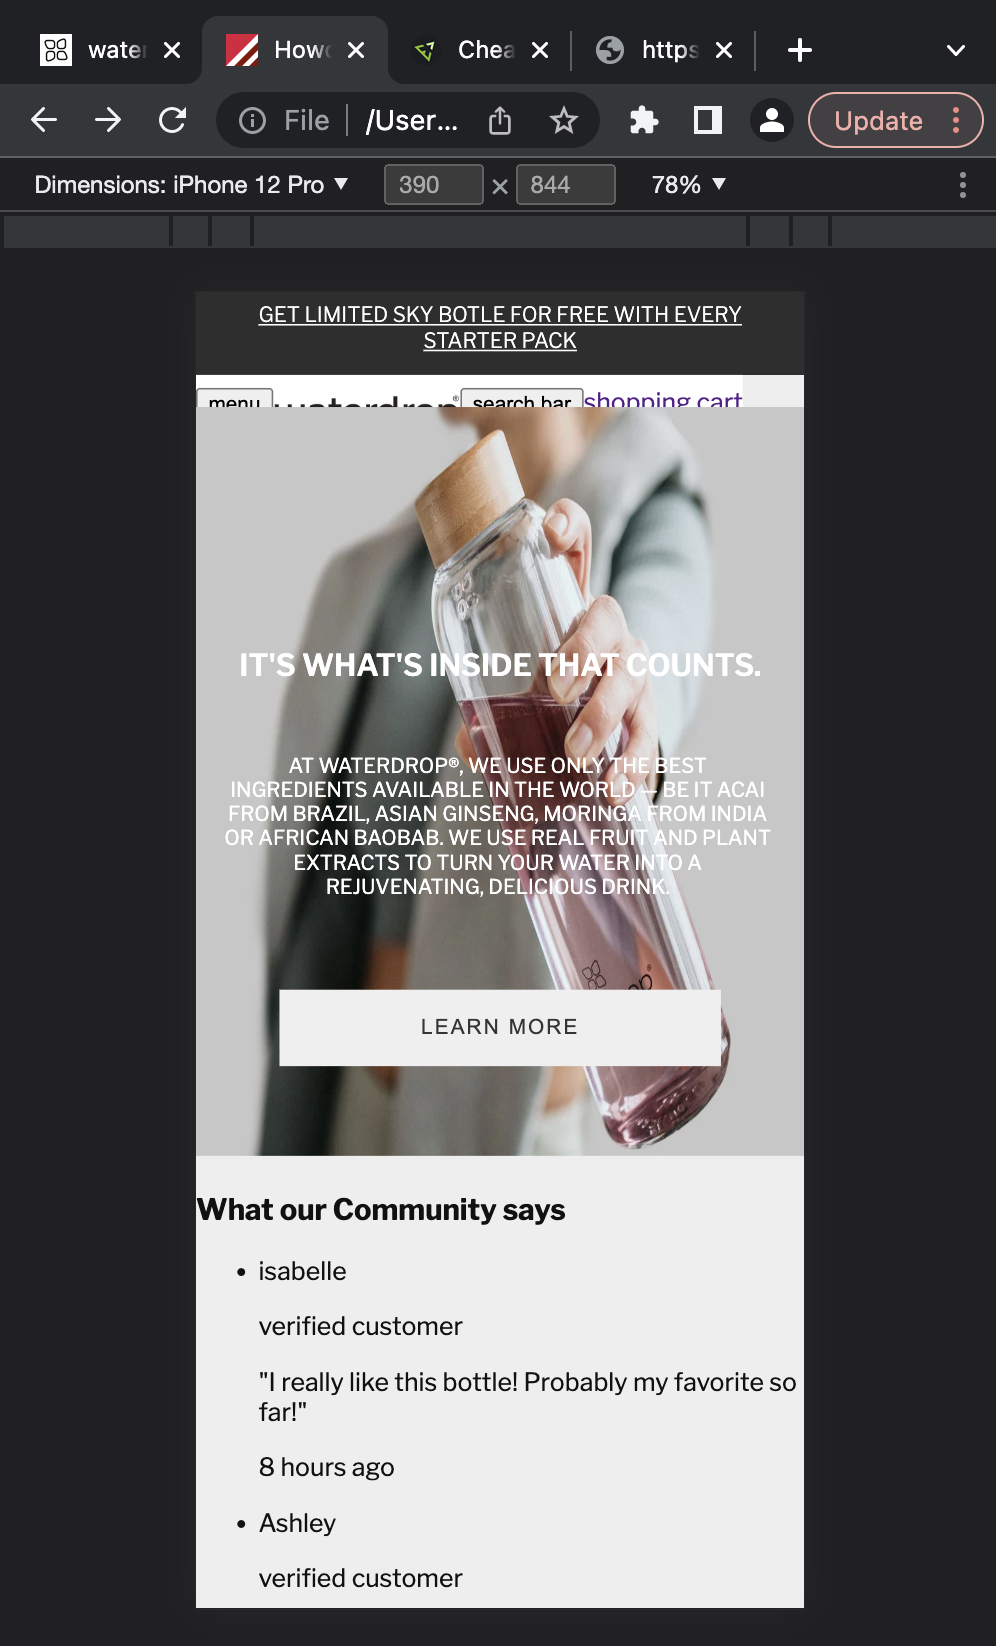 wate
Howc
Chea
https
File
/User...
Update
Dimensions: iPhone 12 Pro
390 × 844
78%
GET LIMITED SKY BOTLE FOR FREE WITH EVERY
STARTER PACK
menu waterdrop® search bar shopping cart
IT'S WHAT'S INSIDE THAT COUNTS.
AT WATERDROP®, WE USE ONLY THE BEST
INGREDIENTS AVAILABLE IN THE WORLD — BE IT ACAI
FROM BRAZIL, ASIAN GINSENG, MORINGA FROM INDIA
OR AFRICAN BAOBAB. WE USE REAL FRUIT AND PLANT
EXTRACTS TO TURN YOUR WATER INTO A
REJUVENATING, DELICIOUS DRINK.
LEARN MORE
What our Community says
• isabelle
verified customer
"I really like this bottle! Probably my favorite so
far!"
8 hours ago
• Ashley
verified customer